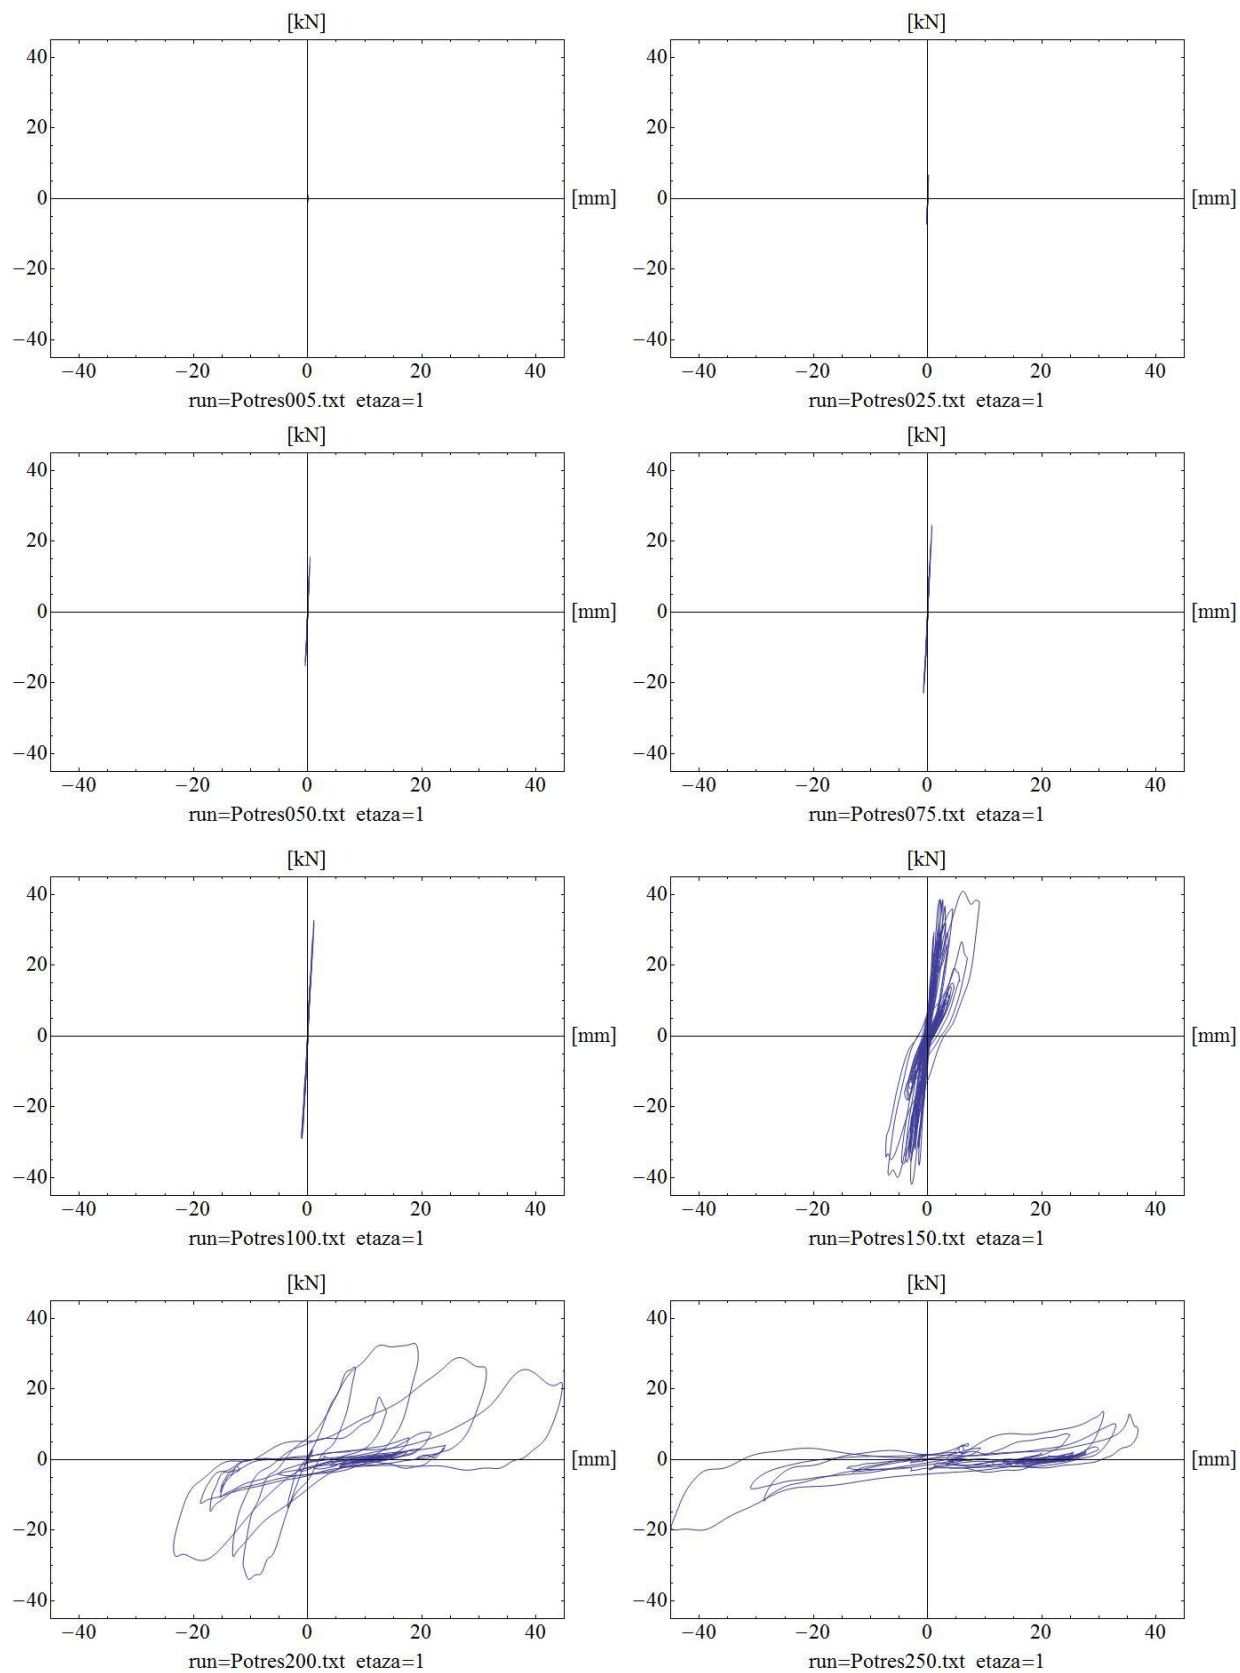 [kN] [kN]
40 40
20 20
0 [mm] 0 [mm]
−20 −20
−40 −40
−40 −20 0 20 40 −40 −20 0 20 40
run=Potres005.txt etaza=1 run=Potres025.txt etaza=1
[kN] [kN]
40 40
20 20
0 [mm] 0 [mm]
−20 −20
−40 −40
−40 −20 0 20 40 −40 −20 0 20 40
run=Potres050.txt etaza=1 run=Potres075.txt etaza=1
[kN] [kN]
40 40
20 20
0 [mm] 0 [mm]
−20 −20
−40 −40
−40 −20 0 20 40 −40 −20 0 20 40
run=Potres100.txt etaza=1 run=Potres150.txt etaza=1
[kN] [kN]
40 40
20 20
0 [mm] 0 [mm]
−20 −20
−40 −40
−40 −20 0 20 40 −40 −20 0 20 40
run=Potres200.txt etaza=1 run=Potres250.txt etaza=1